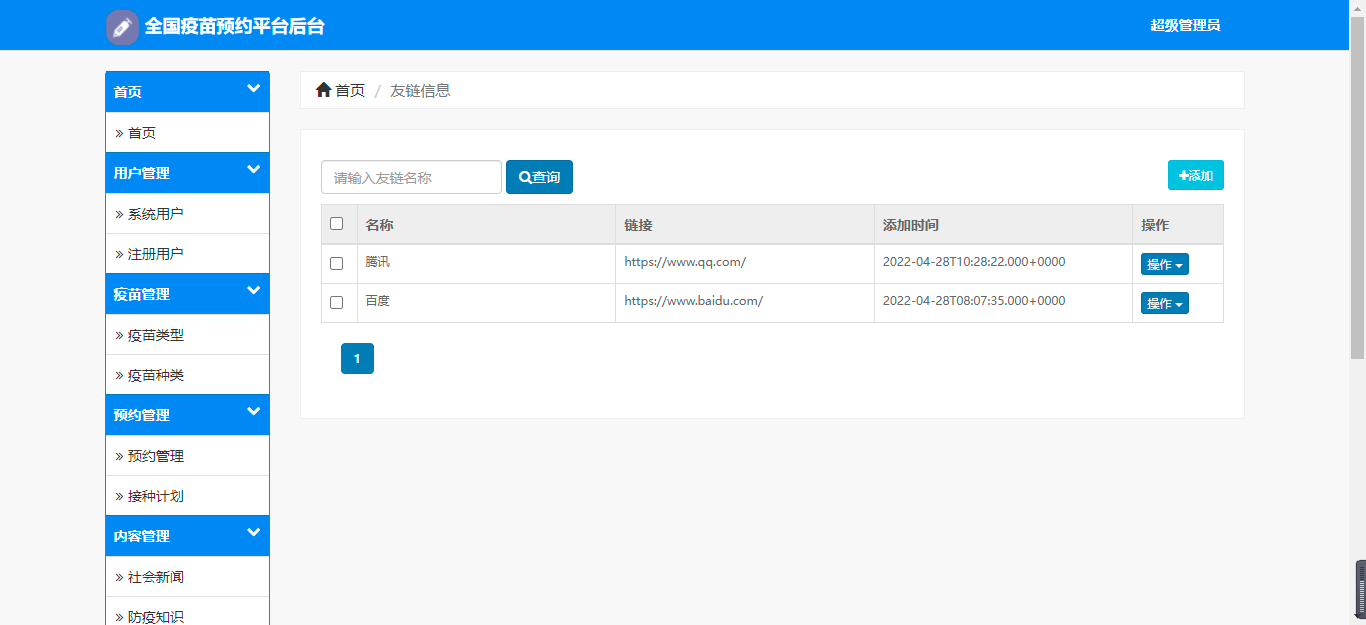 全国疫苗预约平台后台
超级管理员
首页
» 首页
用户管理
» 系统用户
» 注册用户
疫苗管理
» 疫苗类型
» 疫苗种类
预约管理
» 预约管理
» 接种计划
内容管理
» 社会新闻
» 防疫知识
首页 / 友链信息
请输入友链名称 查询 添加
名称 链接 添加时间 操作
腾讯 https://www.qq.com/ 2022-04-28T10:28:22.000+0000 操作
百度 https://www.baidu.com/ 2022-04-28T08:07:35.000+0000 操作
1